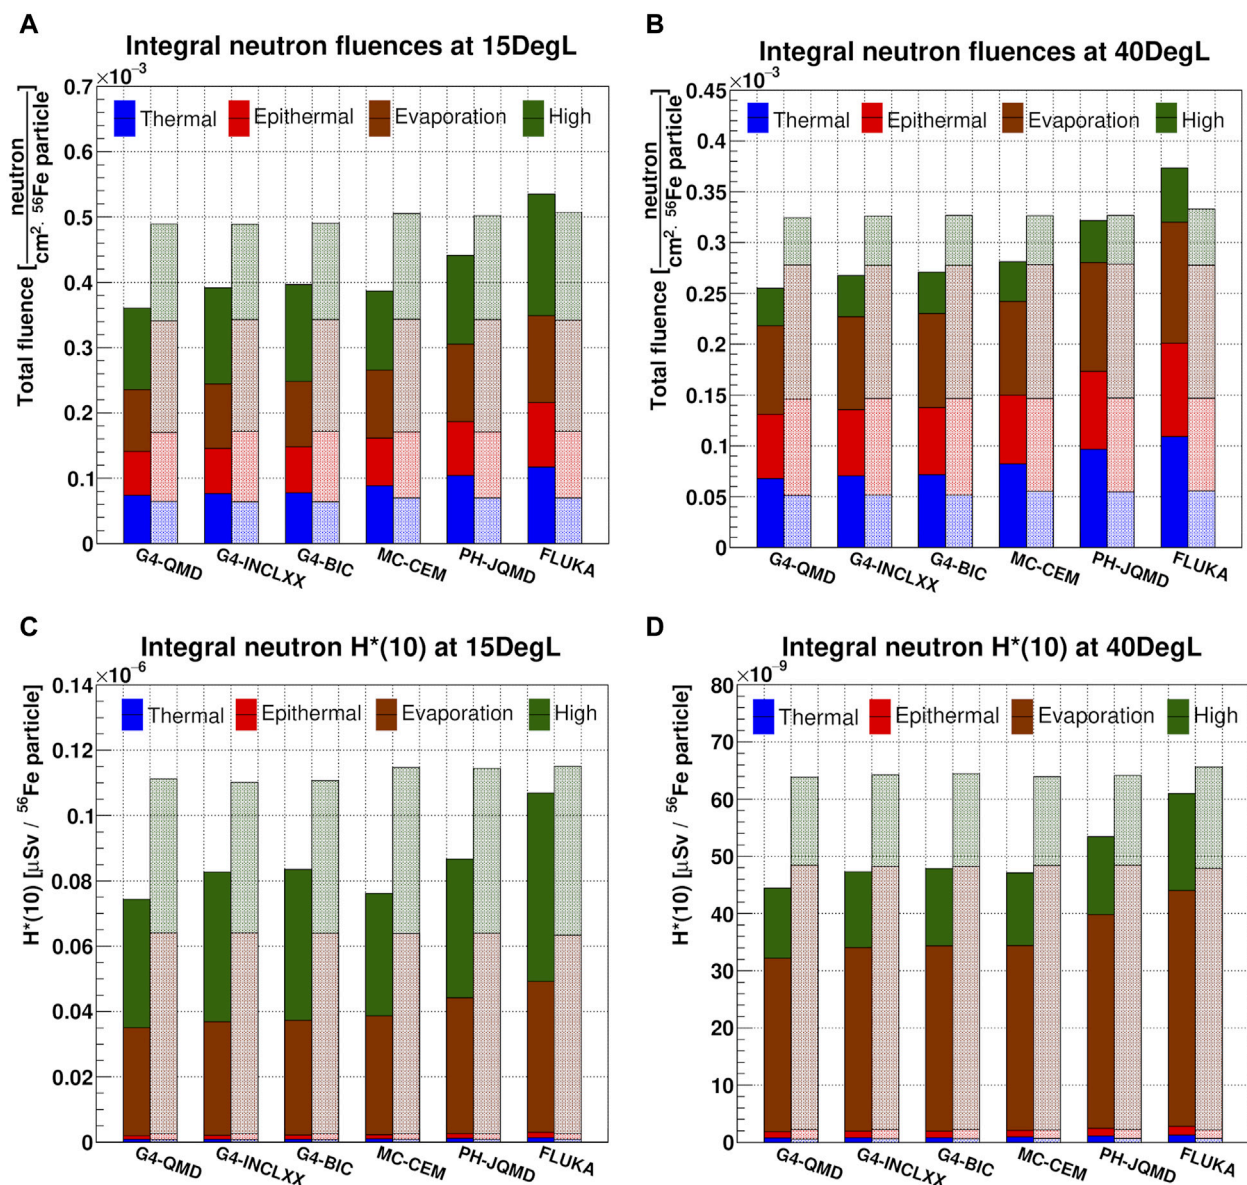 A
Integral neutron fluences at 15DegL
×10⁻³
Total fluence [neutron / cm². ⁵⁶Fe particle]
Thermal Epithermal Evaporation High
0.7
0.6
0.5
0.4
0.3
0.2
0.1
0
G4-QMD G4-INCLXX G4-BIC MC-CEM PH-JQMD FLUKA
B
Integral neutron fluences at 40DegL
×10⁻³
Total fluence [neutron / cm². ⁵⁶Fe particle]
Thermal Epithermal Evaporation High
0.45
0.4
0.35
0.3
0.25
0.2
0.15
0.1
0.05
0
G4-QMD G4-INCLXX G4-BIC MC-CEM PH-JQMD FLUKA
C
Integral neutron H*(10) at 15DegL
×10⁻⁶
H*(10) [μSv / ⁵⁶Fe particle]
Thermal Epithermal Evaporation High
0.14
0.12
0.1
0.08
0.06
0.04
0.02
0
G4-QMD G4-INCLXX G4-BIC MC-CEM PH-JQMD FLUKA
D
Integral neutron H*(10) at 40DegL
×10⁻⁹
H*(10) [μSv / ⁵⁶Fe particle]
Thermal Epithermal Evaporation High
80
70
60
50
40
30
20
10
0
G4-QMD G4-INCLXX G4-BIC MC-CEM PH-JQMD FLUKA